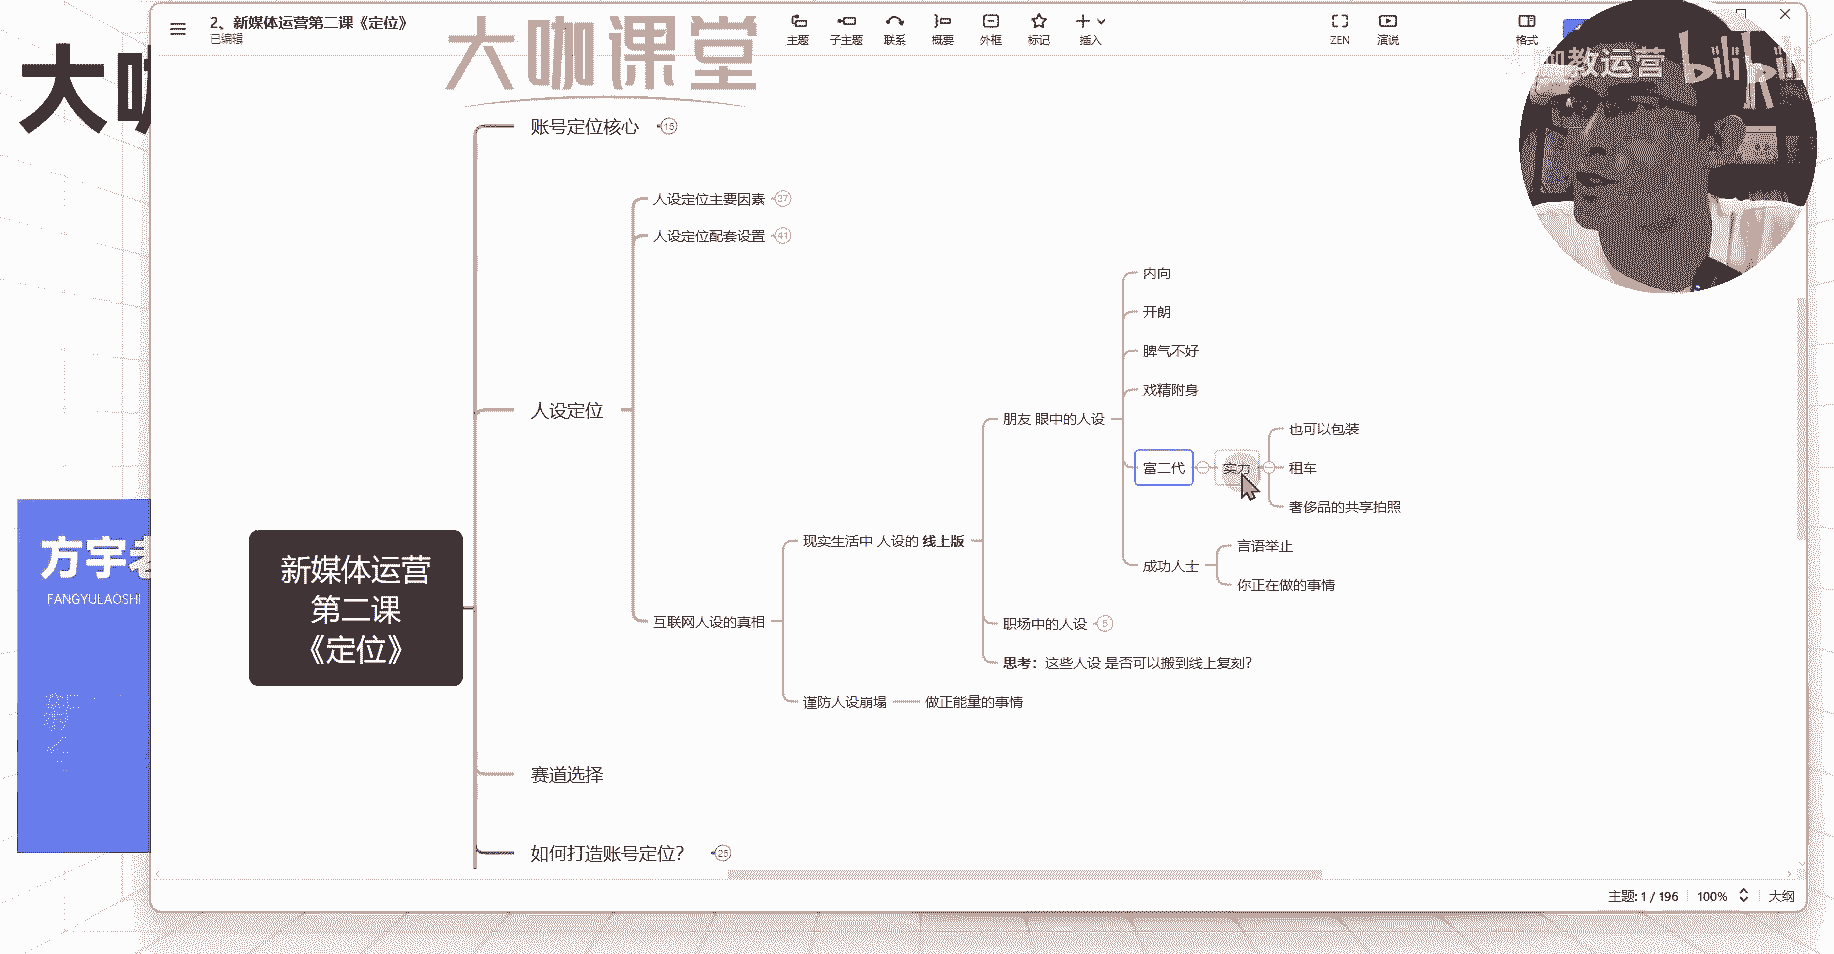 2、新媒体运营第二课《定位》
已编辑
主题
子主题
联系
概要
外框
标记
插入
ZEN
演说
格式
大咖课堂
咖教运营
bilibili
大咖
方宇老
FANGYULAOSHI
新媒体运营
第二课
《定位》
账号定位核心
15
人设定位
人设定位主要因素
37
人设定位配套设置
41
互联网人设的真相
现实生活中 人设的 线上版
朋友 眼中的人设
内向
开朗
脾气不好
戏精附身
富二代
实力
也可以包装
租车
奢侈品的共享拍照
成功人士
言语举止
你正在做的事情
职场中的人设
5
思考：这些人设 是否可以搬到线上复刻？
谨防人设崩塌
做正能量的事情
赛道选择
如何打造账号定位？
25
主题: 1 / 196
100%
大纲